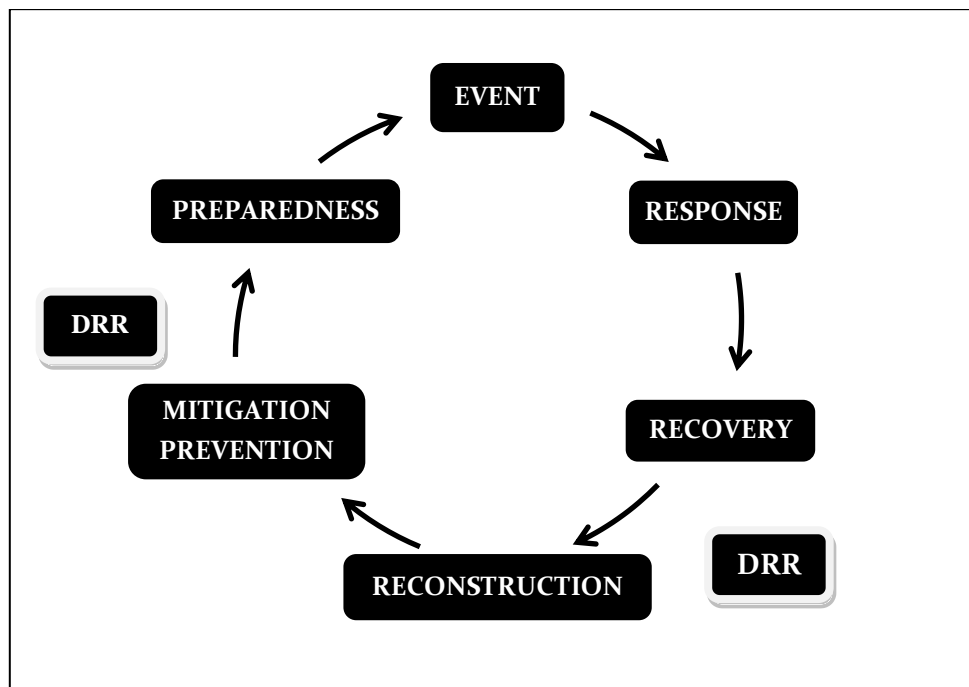 EVENT
PREPAREDNESS
RESPONSE
DRR
MITIGATION
PREVENTION
RECOVERY
RECONSTRUCTION
DRR